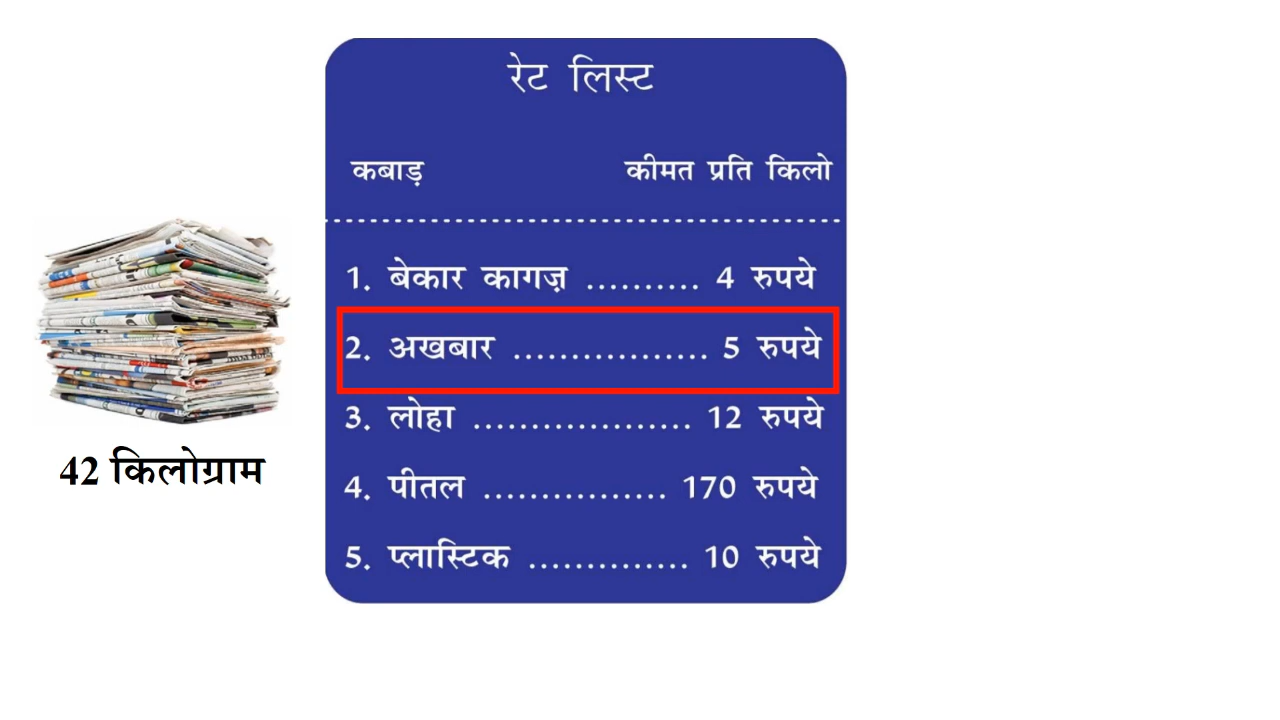 रेट लिस्ट
कबाड़ कीमत प्रति किलो
1. बेकार कागज़ .......... 4 रुपये
2. अखबार ................. 5 रुपये
3. लोहा ................... 12 रुपये
4. पीतल ................ 170 रुपये
5. प्लास्टिक .............. 10 रुपये
42 किलोग्राम